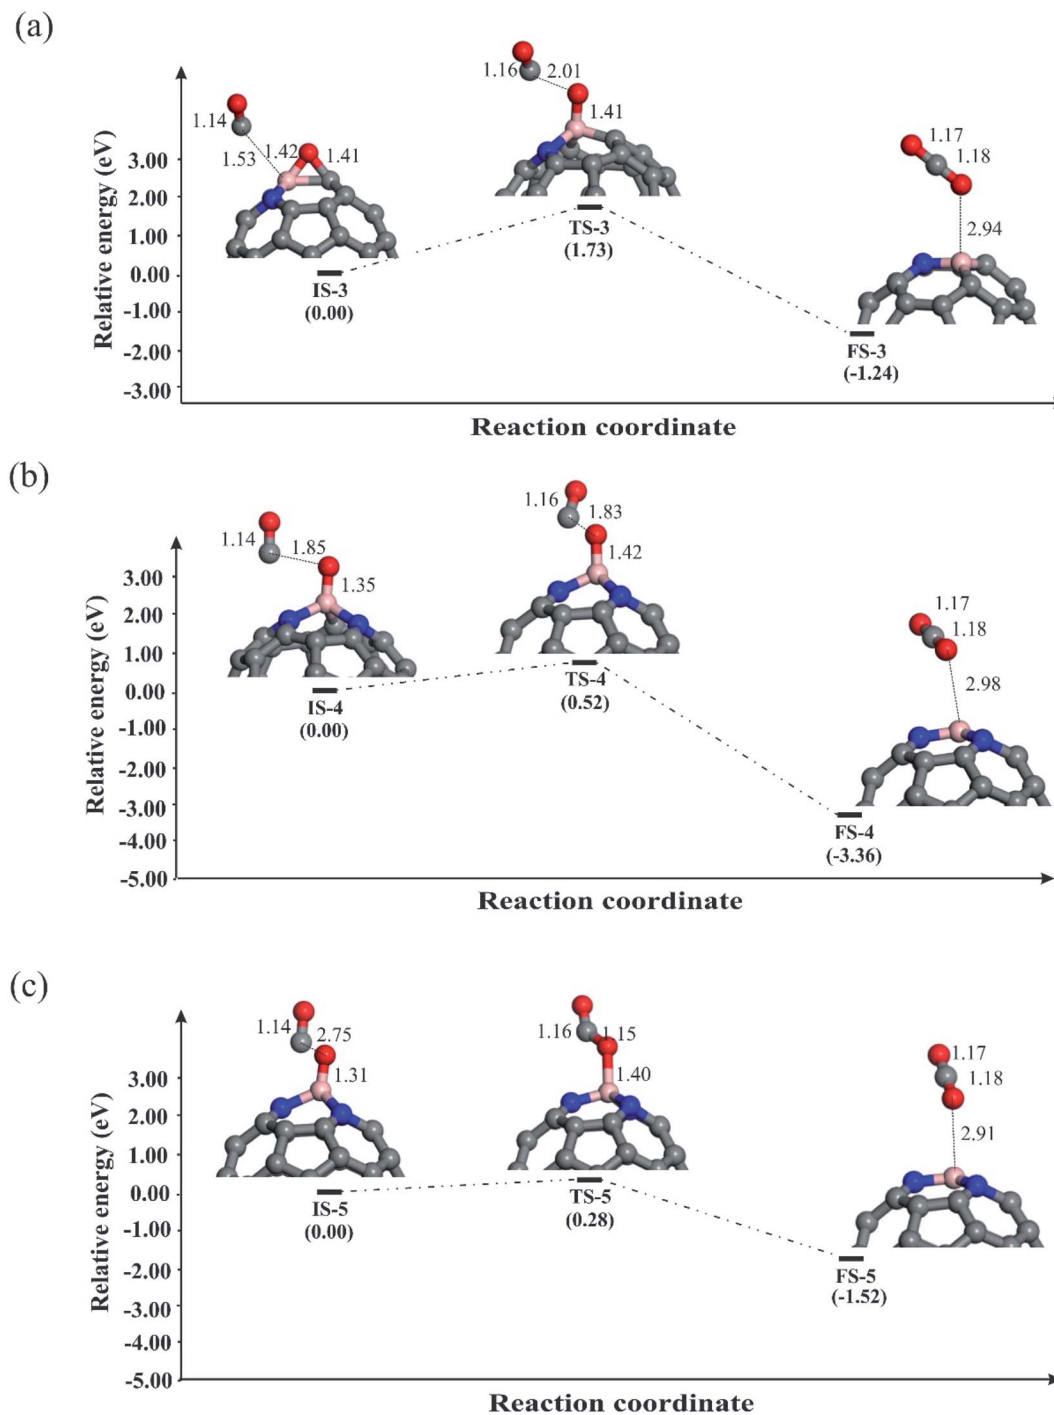 (a)
1.16 2.01
1.41
1.14
1.53 1.42 1.41
1.17
1.18
2.94
Relative energy (eV)
3.00
2.00
1.00
0.00
-1.00
-2.00
-3.00
IS-3
(0.00)
TS-3
(1.73)
FS-3
(-1.24)
Reaction coordinate
(b)
1.16 1.83
1.42
1.14 1.85
1.35
1.17
1.18
2.98
Relative energy (eV)
3.00
2.00
1.00
0.00
-1.00
-2.00
-3.00
-4.00
-5.00
IS-4
(0.00)
TS-4
(0.52)
FS-4
(-3.36)
Reaction coordinate
(c)
1.14 2.75
1.31
1.16 1.15
1.40
1.17
1.18
2.91
Relative energy (eV)
3.00
2.00
1.00
0.00
-1.00
-2.00
-3.00
-4.00
-5.00
IS-5
(0.00)
TS-5
(0.28)
FS-5
(-1.52)
Reaction coordinate